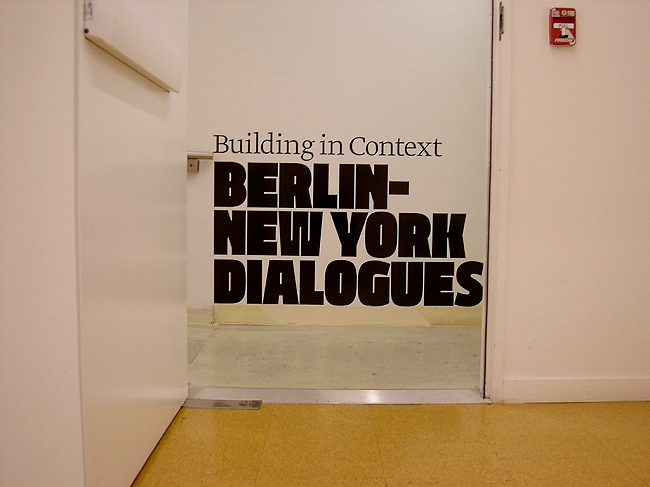 Building in Context
BERLIN-
NEW YORK
DIALOGUES